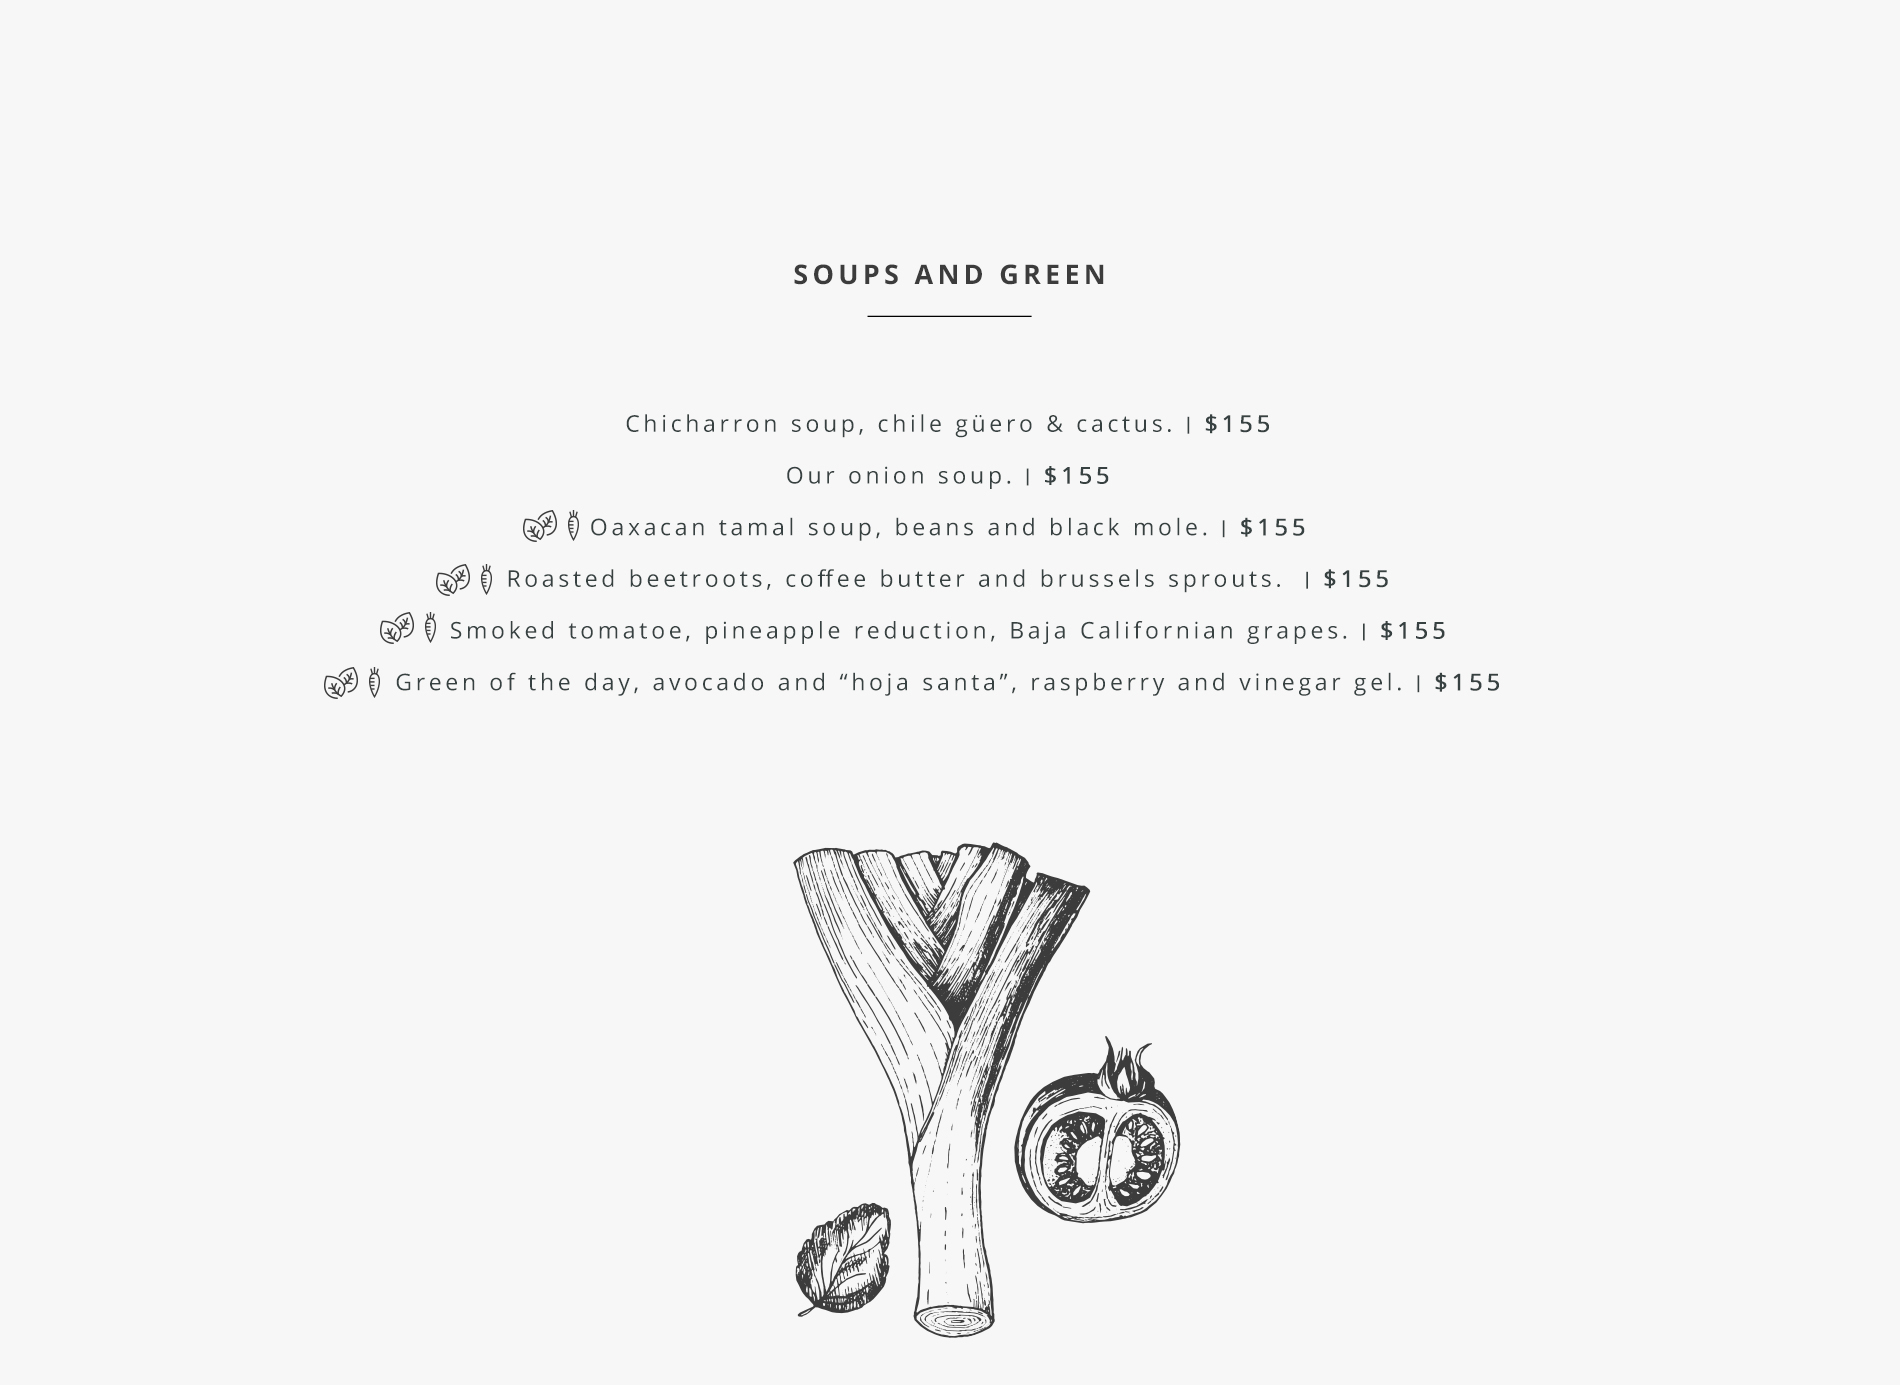 SOUPS AND GREEN
Chicharron soup, chile güero & cactus. | $155
Our onion soup. | $155
Oaxacan tamal soup, beans and black mole. | $155
Roasted beetroots, coffee butter and brussels sprouts. | $155
Smoked tomatoe, pineapple reduction, Baja Californian grapes. | $155
Green of the day, avocado and “hoja santa”, raspberry and vinegar gel. | $155